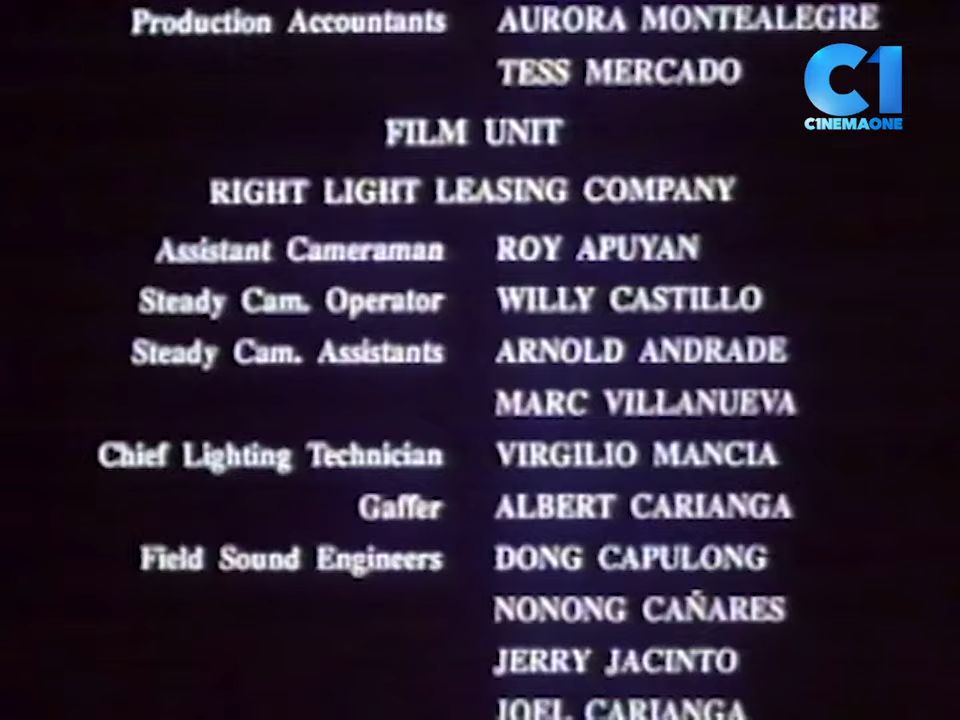 Production Accountants AURORA MONTEALEGRE
TESS MERCADO
C1
CINEMAONE
FILM UNIT
RIGHT LIGHT LEASING COMPANY
Assistant Cameraman ROY APUYAN
Steady Cam. Operator WILLY CASTILLO
Steady Cam. Assistants ARNOLD ANDRADE
MARC VILLANUEVA
Chief Lighting Technician VIRGILIO MANCIA
Gaffer ALBERT CARIANGA
Field Sound Engineers DONG CAPULONG
NONONG CAÑARES
JERRY JACINTO
JOEL CARIANGA